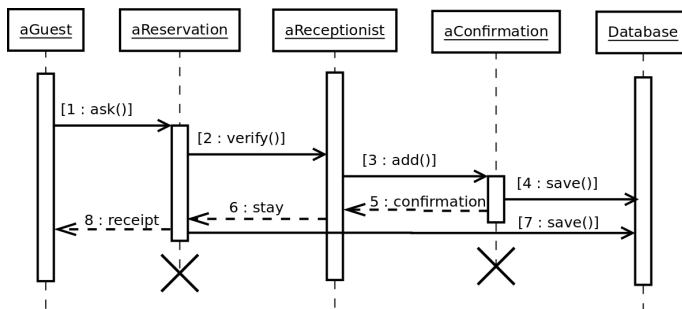 aGuest
aReservation
aReceptionist
aConfirmation
Database
[1 : ask()]
[2 : verify()]
[3 : add()]
[4 : save()]
5 : confirmation
6 : stay
8 : receipt
[7 : save()]